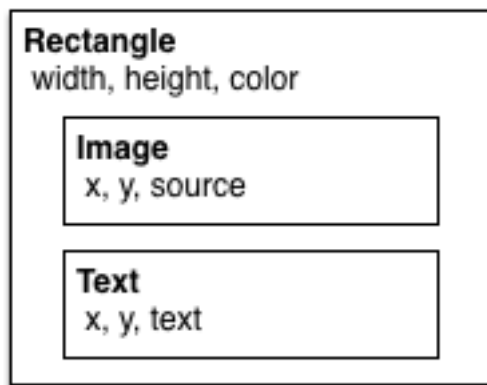 Rectangle
width, height, color
Image
x, y, source
Text
x, y, text